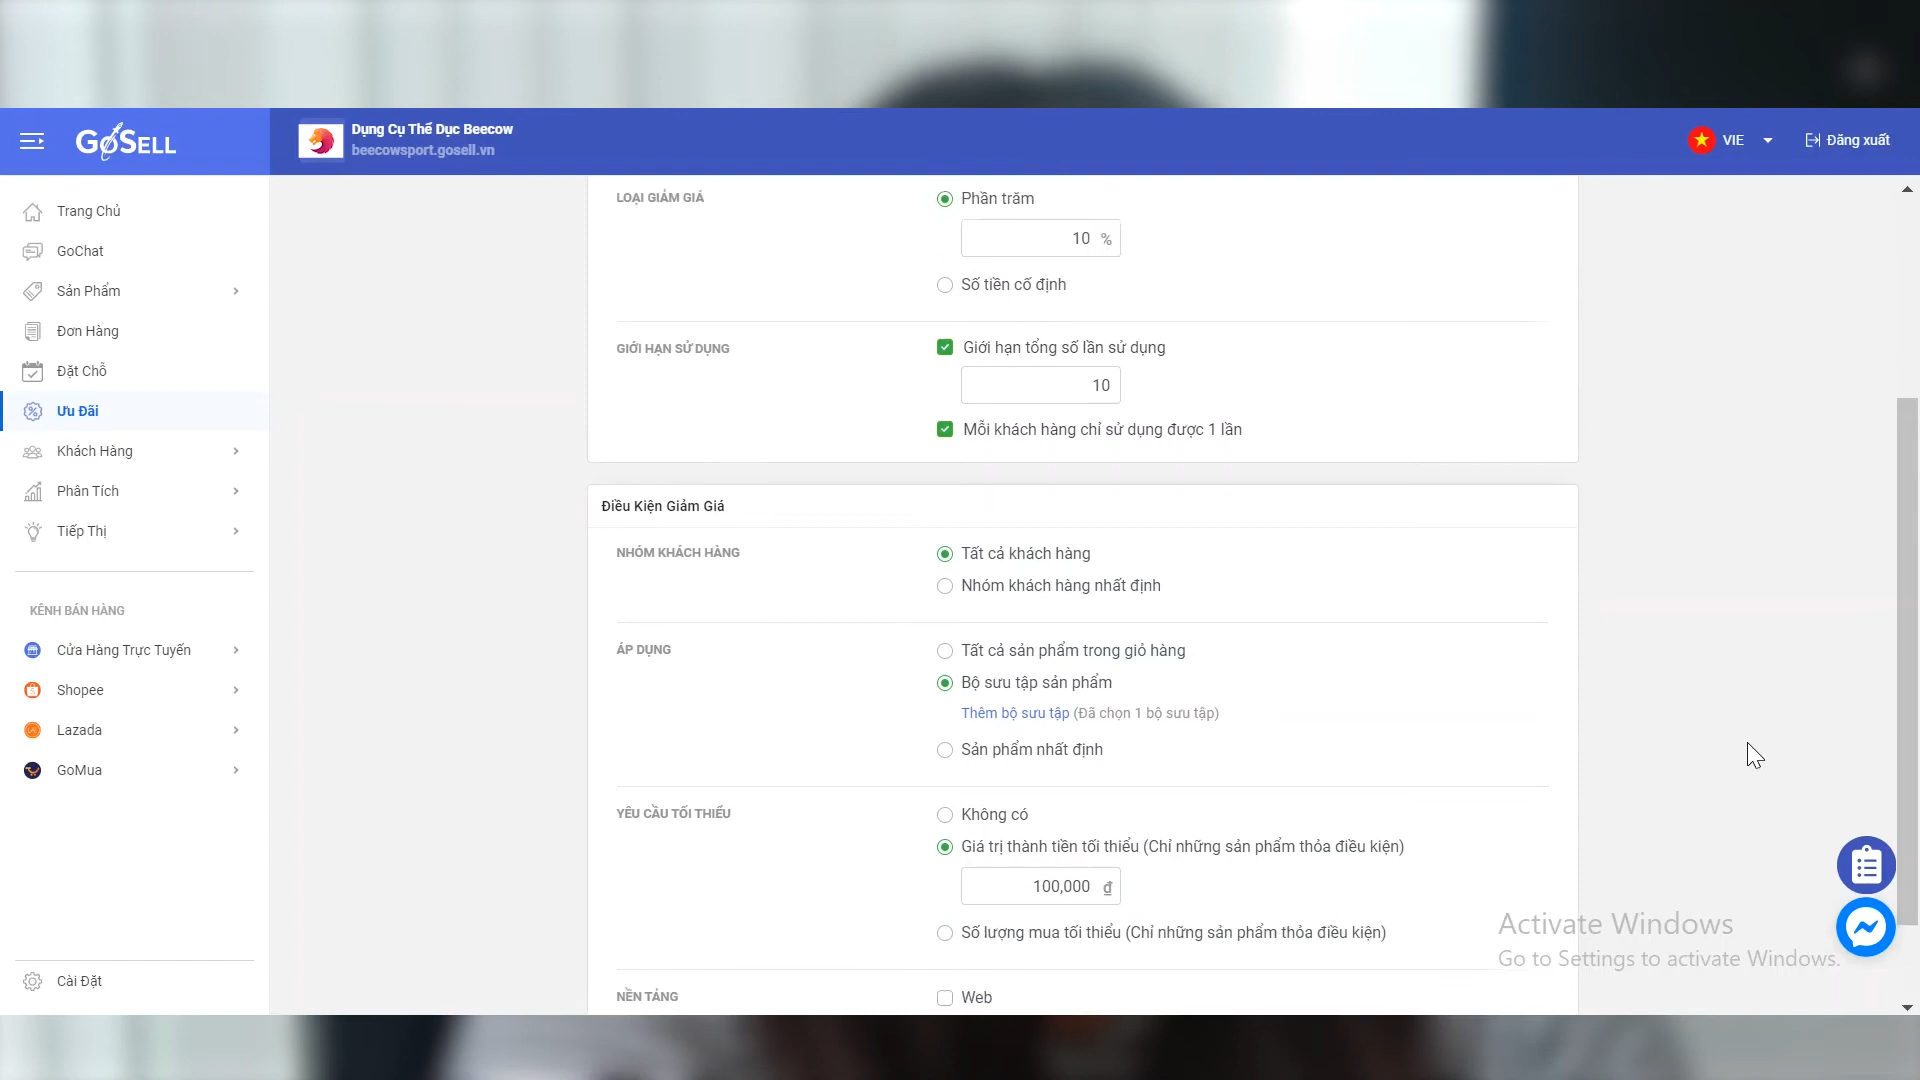 GoSELL
Dụng Cụ Thể Dục Beecow
beecowsport.gosell.vn
VIE
Đăng xuất
Trang Chủ
GoChat
Sản Phẩm
Đơn Hàng
Đặt Chỗ
Ưu Đãi
Khách Hàng
Phân Tích
Tiếp Thị
KÊNH BÁN HÀNG
Cửa Hàng Trực Tuyến
Shopee
Lazada
GoMua
Cài Đặt
LOẠI GIẢM GIÁ
Phần trăm
10 %
Số tiền cố định
GIỚI HẠN SỬ DỤNG
Giới hạn tổng số lần sử dụng
10
Mỗi khách hàng chỉ sử dụng được 1 lần
Điều Kiện Giảm Giá
NHÓM KHÁCH HÀNG
Tất cả khách hàng
Nhóm khách hàng nhất định
ÁP DỤNG
Tất cả sản phẩm trong giỏ hàng
Bộ sưu tập sản phẩm
Thêm bộ sưu tập (Đã chọn 1 bộ sưu tập)
Sản phẩm nhất định
YÊU CẦU TỐI THIỂU
Không có
Giá trị thành tiền tối thiểu (Chỉ những sản phẩm thỏa điều kiện)
100,000 ₫
Số lượng mua tối thiểu (Chỉ những sản phẩm thỏa điều kiện)
NỀN TẢNG
Web
Activate Windows
Go to Settings to activate Windows.